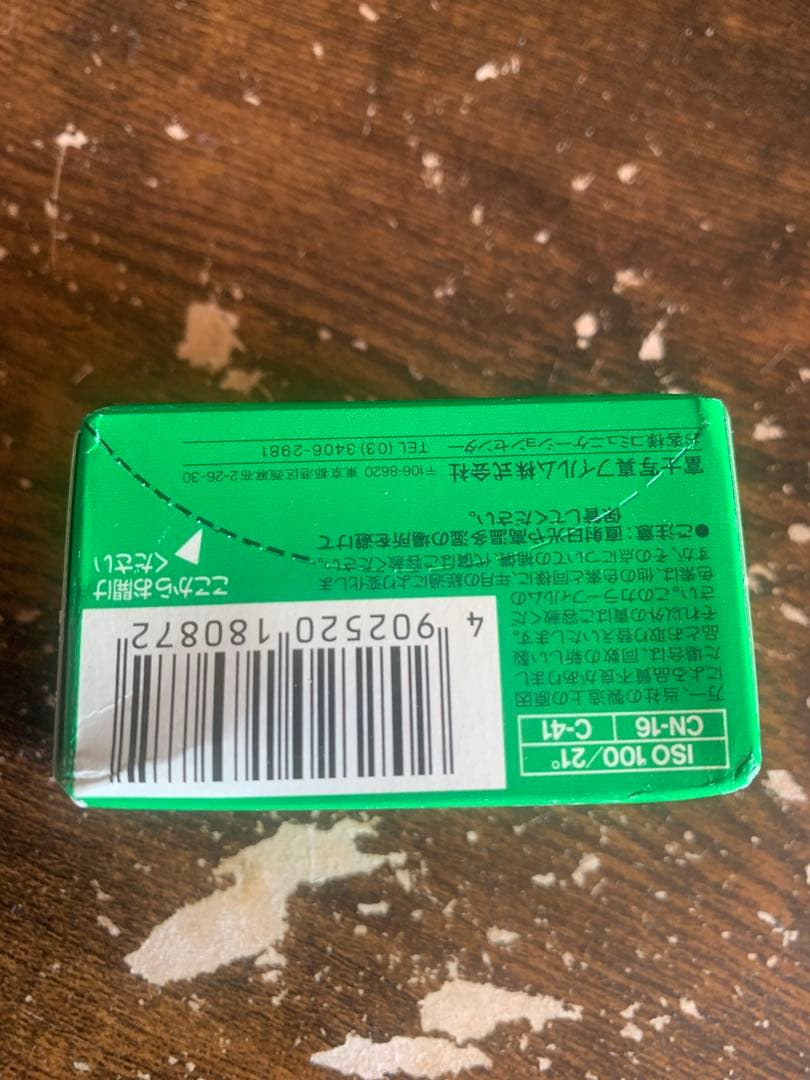 ISO 100/21°
CN-16 C-41
万一、当社の製造上の原因
による品質不良がありまし
た場合は、同数の新しい製
品とお取り替えいたします。
それ以外の責はご容赦くだ
さい。このカラーフィルムの
色素は、他の色素と同様に、年月の経過により変化しま
すが、その点についての補償、代償はご容赦ください。
●ご注意：直射日光や高温多湿の場所を避けて
保管してください。
4 902520 180872
ここからお開け
ください
富士写真フイルム株式会社 〒106-8620 東京都港区西麻布2-26-30
お客様コミュニケーションセンター TEL (03) 3406-2981